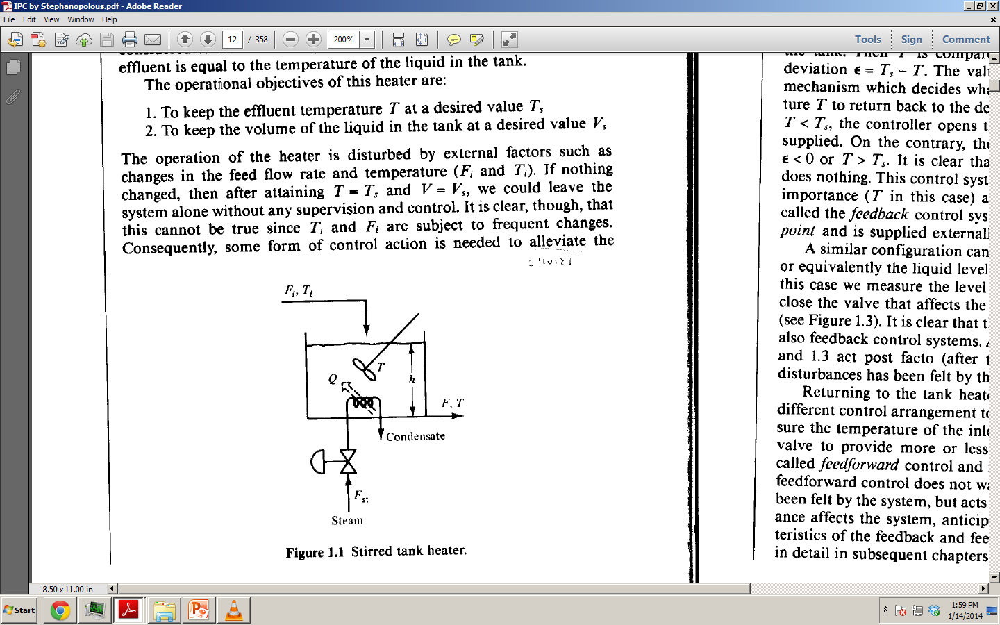 IPC by Stephanopolous.pdf - Adobe Reader
File Edit View Window Help
12 / 358 200% Tools Sign Comment
effluent is equal to the temperature of the liquid in the tank.
The operational objectives of this heater are:
1. To keep the effluent temperature T at a desired value Ts
2. To keep the volume of the liquid in the tank at a desired value Vs
The operation of the heater is disturbed by external factors such as
changes in the feed flow rate and temperature (Fi and Ti). If nothing
changed, then after attaining T = Ts and V = Vs, we could leave the
system alone without any supervision and control. It is clear, though, that
this cannot be true since Ti and Fi are subject to frequent changes.
Consequently, some form of control action is needed to alleviate the
Fi, Ti
T
Q
h
F, T
Condensate
Fst
Steam
Figure 1.1 Stirred tank heater.
the tank. Then T is
deviation ϵ = Ts − T. The
mechanism which decides
ture T to return back to the
T < Ts, the controller opens
supplied. On the contrary,
ϵ < 0 or T > Ts. It is clear
does nothing. This control
importance (T in this case)
called the feedback control
point and is supplied
A similar configuration can
or equivalently the liquid level
this case we measure the level
close the valve that affects the
(see Figure 1.3). It is clear that
also feedback control systems.
and 1.3 act post facto (after
disturbances has been felt by
Returning to the tank
different control arrangement
sure the temperature of the
valve to provide more or less
called feedforward control and
feedforward control does not
been felt by the system, but acts
ance affects the system,
teristics of the feedback and
in detail in subsequent chapters
8.50 x 11.00 in
Start
1:59 PM
1/14/2014